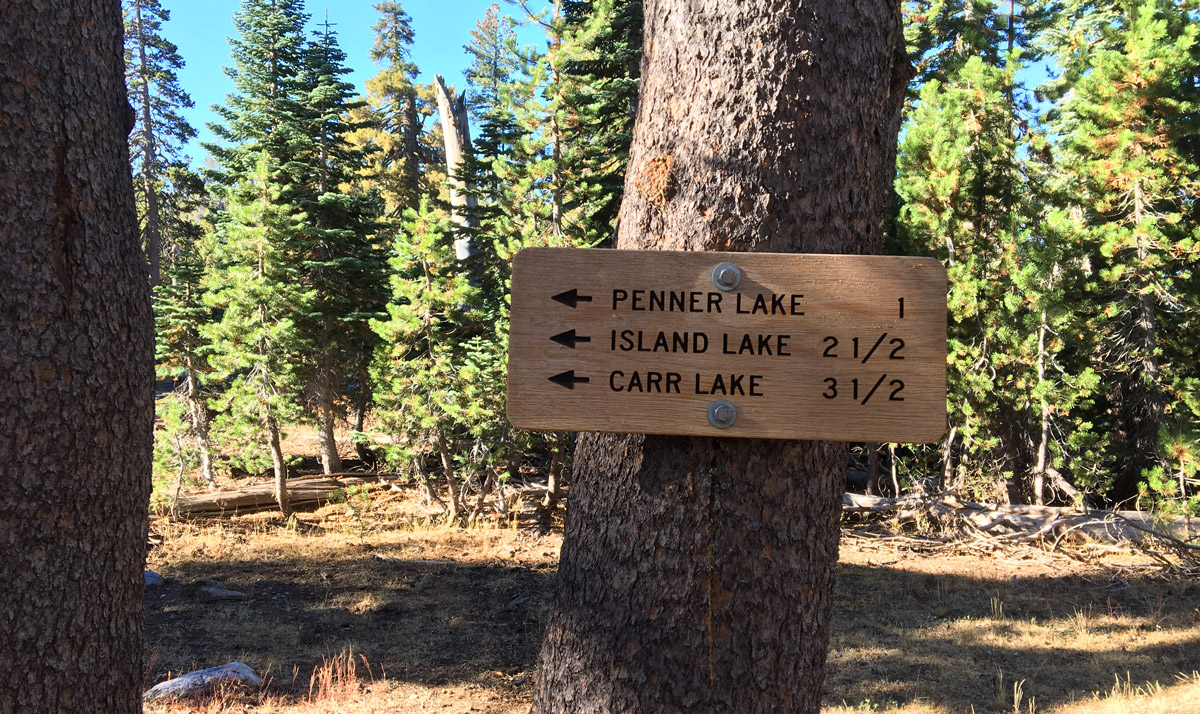 ← PENNER LAKE 1
← ISLAND LAKE 2 1/2
← CARR LAKE 3 1/2